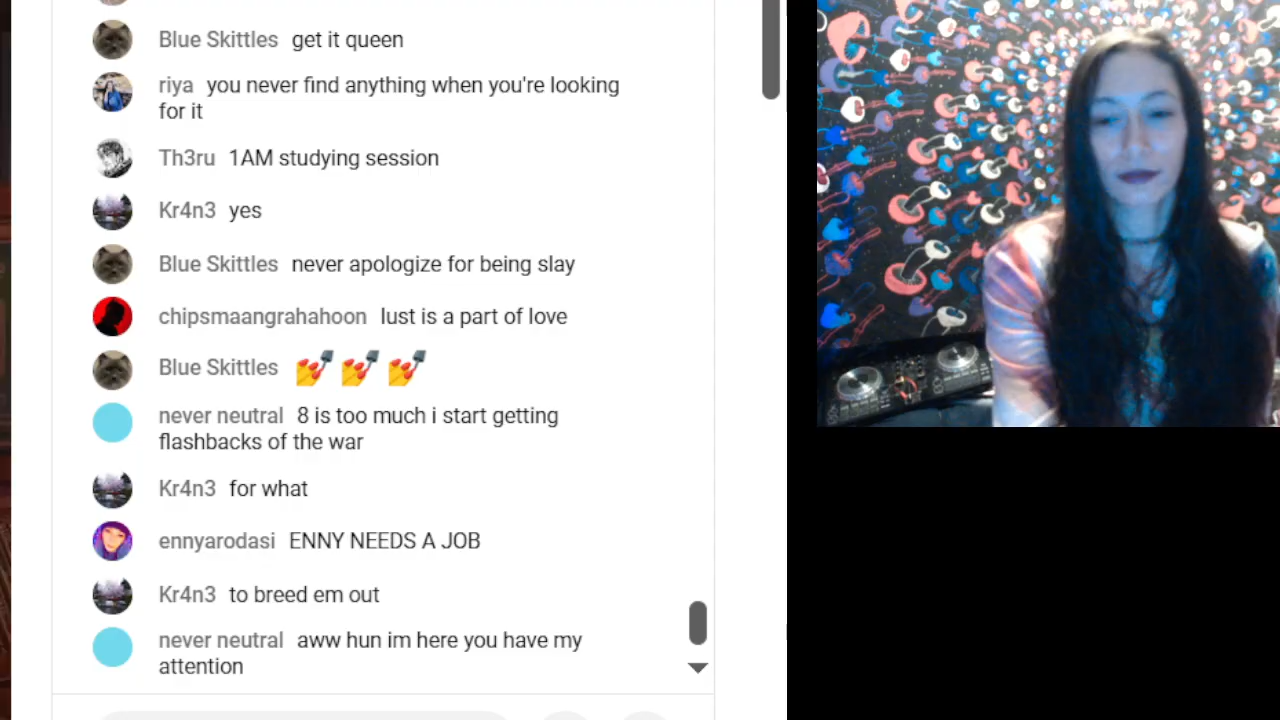 Blue Skittles get it queen
riya you never find anything when you're looking
for it
Th3ru 1AM studying session
Kr4n3 yes
Blue Skittles never apologize for being slay
chipsmaangrahahoon lust is a part of love
Blue Skittles 💅 💅 💅
never neutral 8 is too much i start getting
flashbacks of the war
Kr4n3 for what
ennyarodasi ENNY NEEDS A JOB
Kr4n3 to breed em out
never neutral aww hun im here you have my
attention